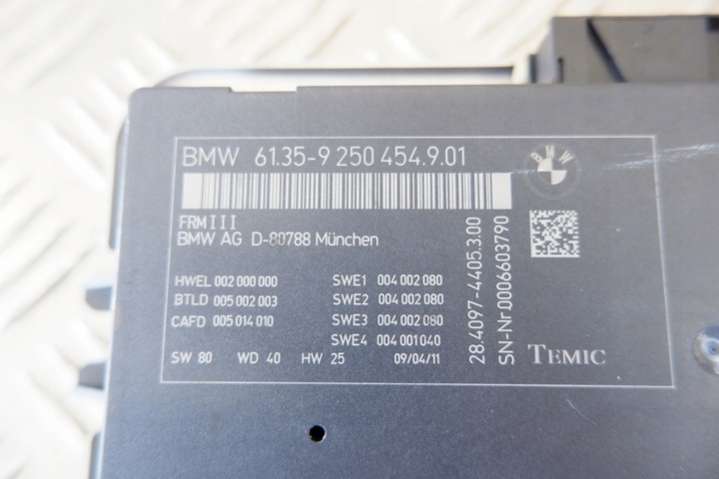 BMW 61.35-9 250 454.9.01
BMW
FRMIII
BMW AG D-80788 München
HWEL 002 000 000
BTLD 005 002 003
CAFD 005 014 010
SWE1 004 002 080
SWE2 004 002 080
SWE3 004 002 080
SWE4 004 001 040
SW 80 WD 40 HW 25 09/04/11
28.4097-4405.3.00
SN-Nr.0006603790
TEMIC